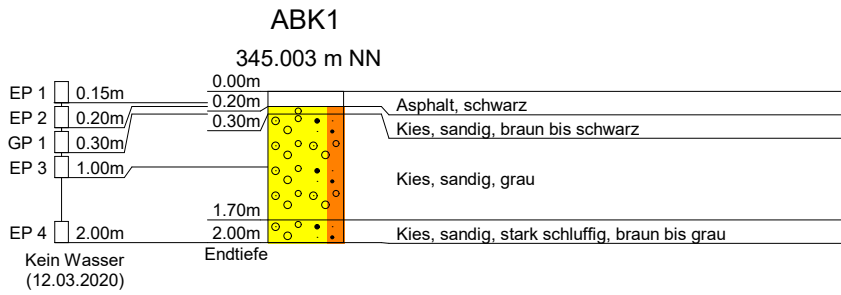 ABK1
345.003 m NN
EP 1 0.15m 0.00m
EP 2 0.20m 0.20m Asphalt, schwarz
GP 1 0.30m 0.30m Kies, sandig, braun bis schwarz
EP 3 1.00m
Kies, sandig, grau
1.70m
EP 4 2.00m 2.00m Kies, sandig, stark schluffig, braun bis grau
Kein Wasser Endtiefe
(12.03.2020)